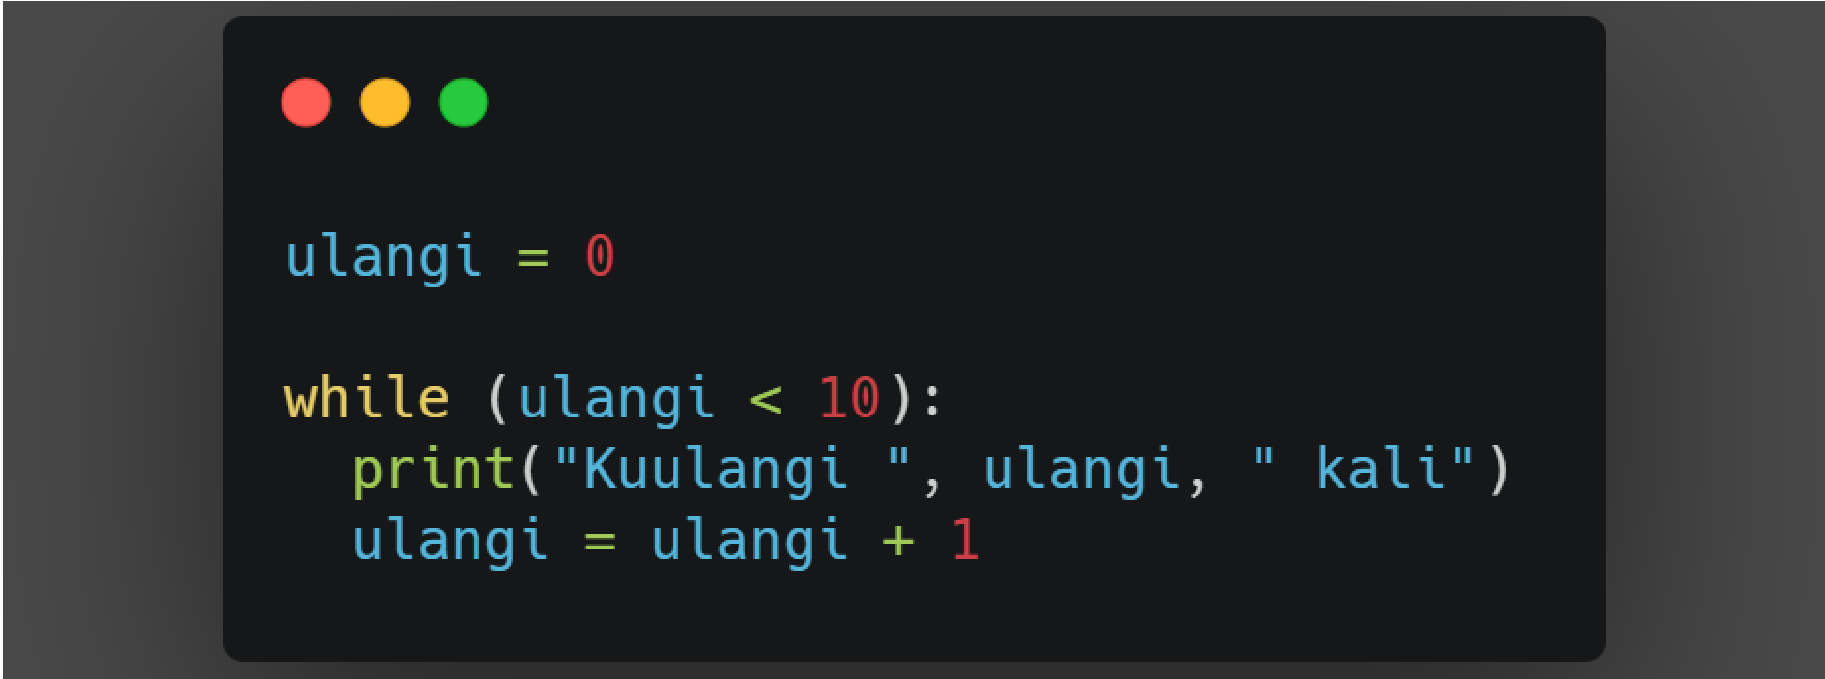 ulangi = 0
while (ulangi < 10):
print("Kuulangi ", ulangi, " kali")
ulangi = ulangi + 1